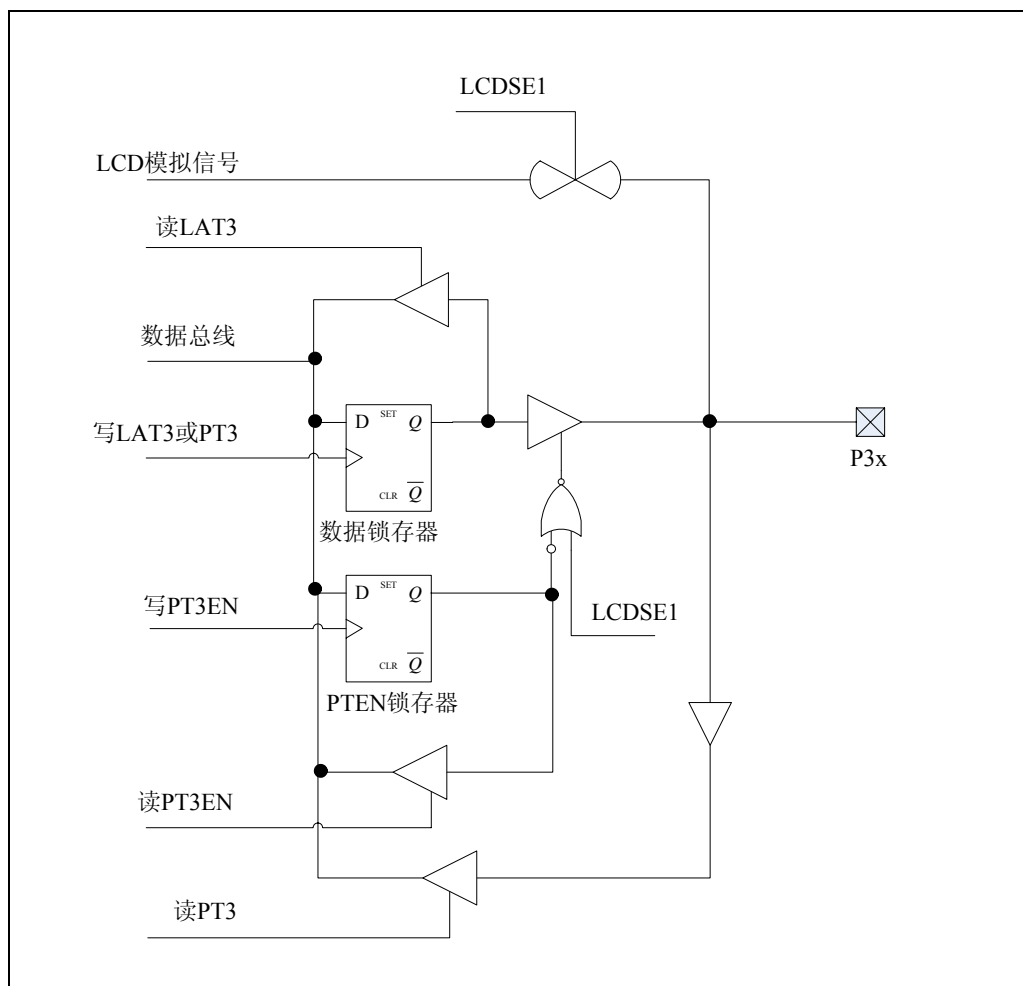 LCDSE1
LCD模拟信号
读LAT3
数据总线
写LAT3或PT3
D SET Q
CLR Q̅
数据锁存器
P3x
写PT3EN
D SET Q
CLR Q̅
PTEN锁存器
LCDSE1
读PT3EN
读PT3